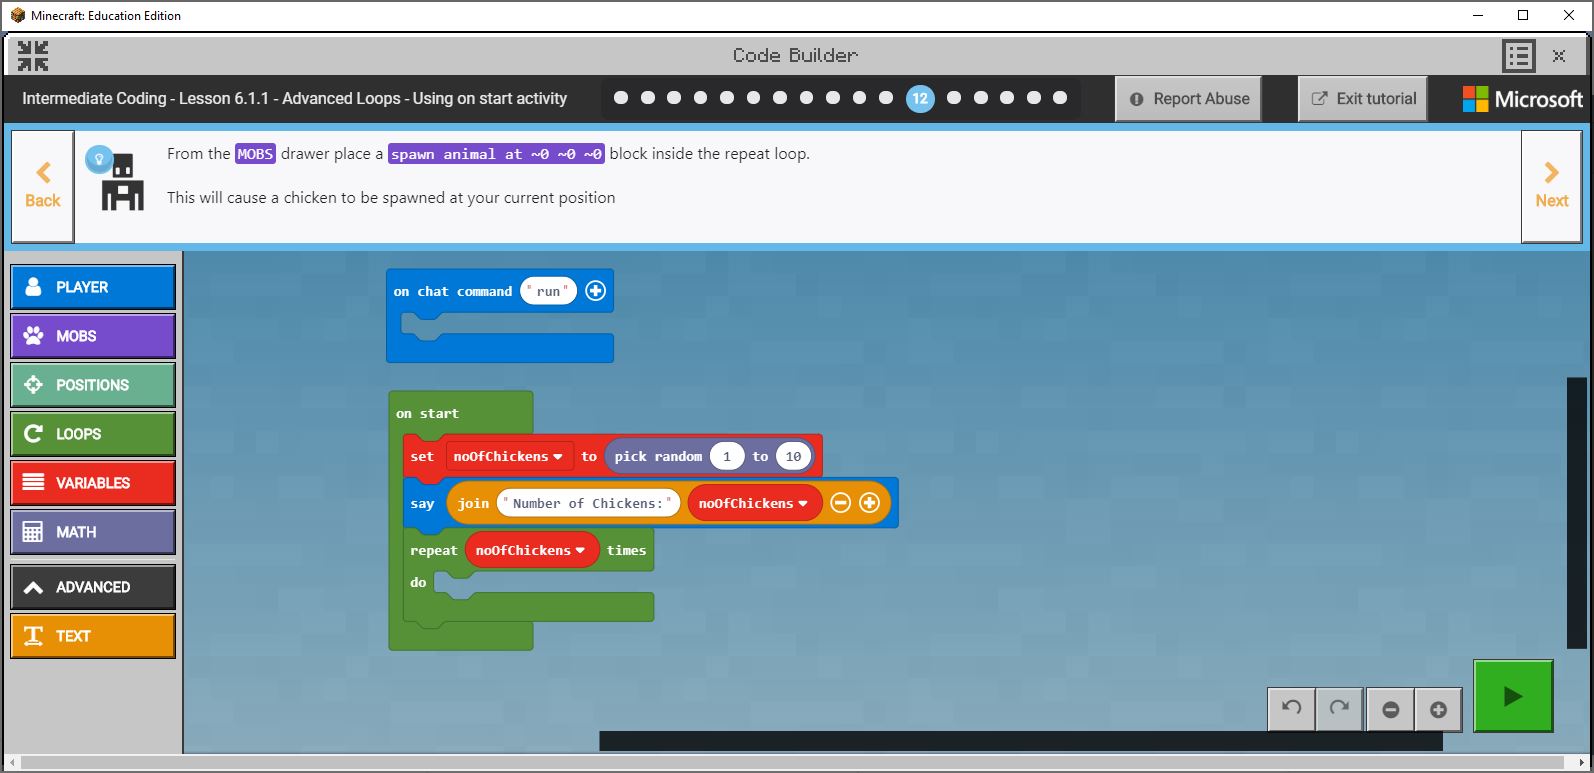 Minecraft: Education Edition
Code Builder
Intermediate Coding - Lesson 6.1.1 - Advanced Loops - Using on start activity
12
Report Abuse
Exit tutorial
Microsoft
Back
From the MOBS drawer place a spawn animal at ~0 ~0 ~0 block inside the repeat loop.
This will cause a chicken to be spawned at your current position
Next
PLAYER
MOBS
POSITIONS
LOOPS
VARIABLES
MATH
ADVANCED
TEXT
on chat command "run"
on start
set noOfChickens to pick random 1 to 10
say join "Number of Chickens:" noOfChickens
repeat noOfChickens times
do